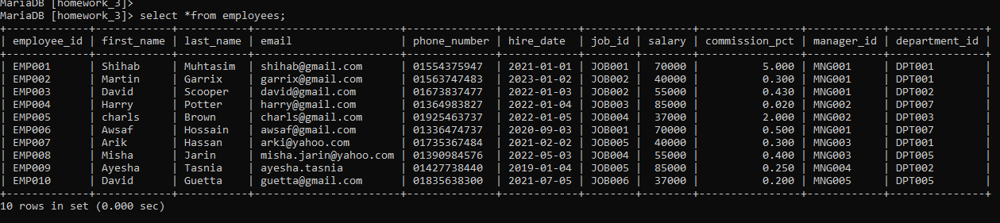 MariaDB [homework_3]>
MariaDB [homework_3]> select *from employees;
+-------------+------------+-----------+-----------------------+--------------+------------+--------+--------+----------------+------------+---------------+
| employee_id | first_name | last_name | email                 | phone_number | hire_date  | job_id | salary | commission_pct | manager_id | department_id |
+-------------+------------+-----------+-----------------------+--------------+------------+--------+--------+----------------+------------+---------------+
| EMP001      | Shihab     | Muhtasim  | shihab@gmail.com      | 01554375947  | 2021-01-01 | JOB001 |  70000 |          5.000 | MNG001     | DPT001        |
| EMP002      | Martin     | Garrix    | garrix@gmail.com      | 01563747483  | 2023-01-02 | JOB002 |  40000 |          0.300 | MNG001     | DPT001        |
| EMP003      | David      | Scooper   | david@gmail.com       | 01673837477  | 2022-01-03 | JOB002 |  55000 |          0.430 | MNG001     | DPT002        |
| EMP004      | Harry      | Potter    | harry@gmail.com       | 01364983827  | 2022-01-04 | JOB003 |  85000 |          0.020 | MNG002     | DPT007        |
| EMP005      | charls     | Brown     | charls@gmail.com      | 01925463737  | 2022-01-05 | JOB004 |  37000 |          2.000 | MNG002     | DPT003        |
| EMP006      | Awsaf      | Hossain   | awsaf@gmail.com       | 01336474737  | 2020-09-03 | JOB001 |  70000 |          0.500 | MNG001     | DPT007        |
| EMP007      | Arik       | Hassan    | arki@yahoo.com        | 01735367484  | 2021-02-02 | JOB005 |  40000 |          0.300 | MNG003     | DPT001        |
| EMP008      | Misha      | Jarin     | misha.jarin@yahoo.com | 01390984576  | 2022-05-03 | JOB004 |  55000 |          0.400 | MNG003     | DPT005        |
| EMP009      | Ayesha     | Tasnia    | ayesha.tasnia         | 01427738440  | 2019-01-04 | JOB005 |  85000 |          0.250 | MNG004     | DPT002        |
| EMP010      | David      | Guetta    | guetta@gmail.com      | 01835638300  | 2021-07-05 | JOB006 |  37000 |          0.200 | MNG005     | DPT005        |
+-------------+------------+-----------+-----------------------+--------------+------------+--------+--------+----------------+------------+---------------+
10 rows in set (0.000 sec)